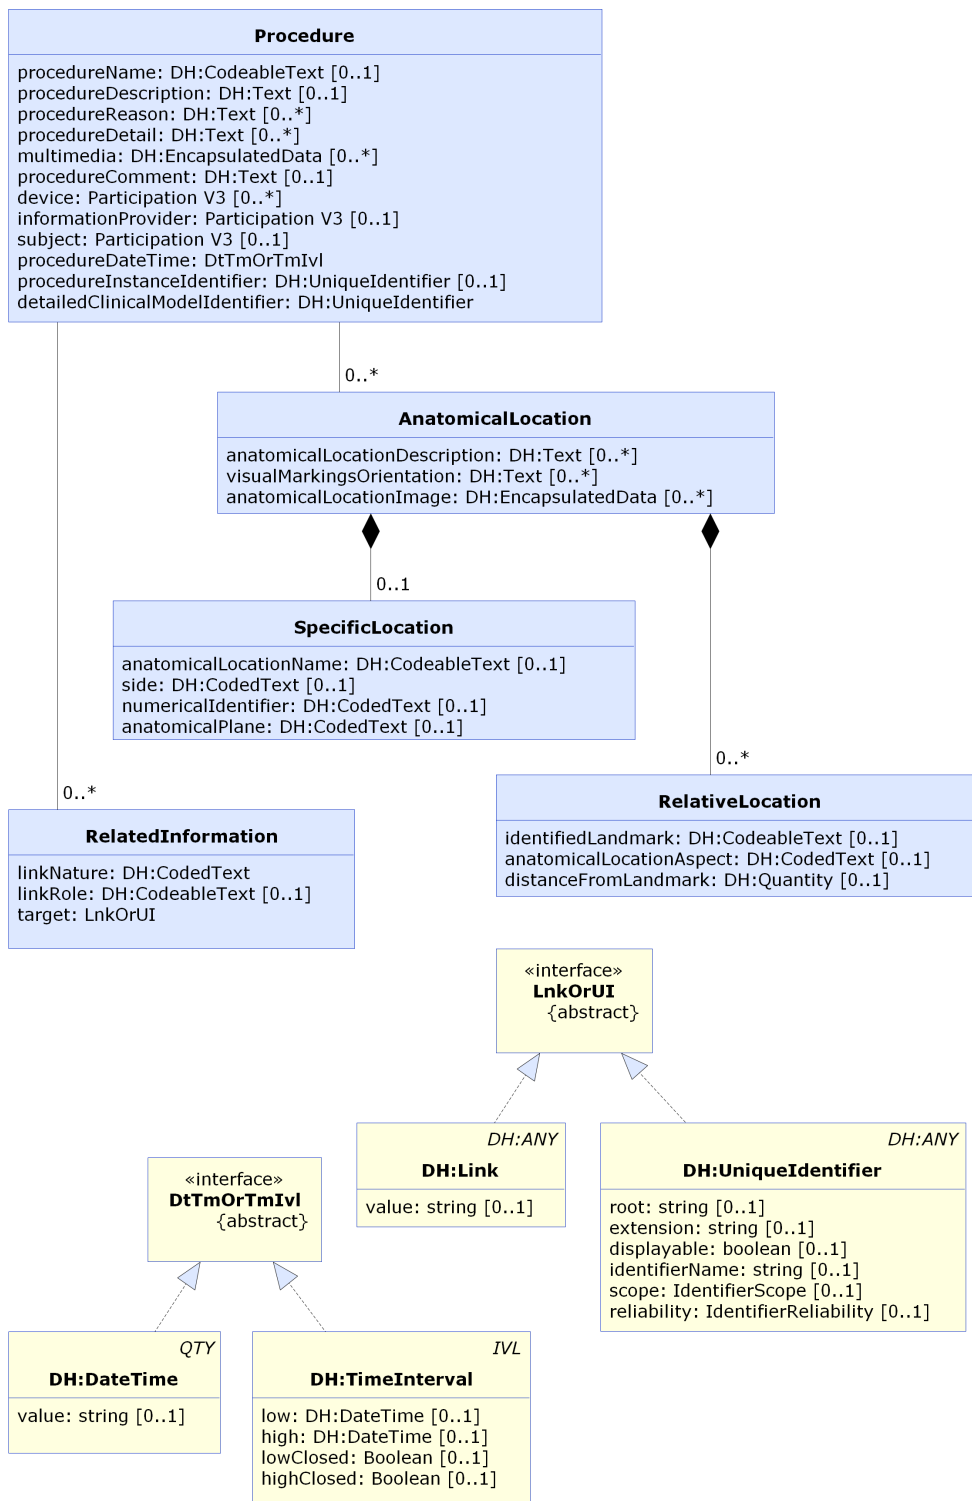 Procedure
procedureName: DH:CodeableText [0..1]
procedureDescription: DH:Text [0..1]
procedureReason: DH:Text [0..*]
procedureDetail: DH:Text [0..*]
multimedia: DH:EncapsulatedData [0..*]
procedureComment: DH:Text [0..1]
device: Participation V3 [0..*]
informationProvider: Participation V3 [0..1]
subject: Participation V3 [0..1]
procedureDateTime: DtTmOrTmIvl
procedureInstanceIdentifier: DH:UniqueIdentifier [0..1]
detailedClinicalModelIdentifier: DH:UniqueIdentifier
0..*
AnatomicalLocation
anatomicalLocationDescription: DH:Text [0..*]
visualMarkingsOrientation: DH:Text [0..*]
anatomicalLocationImage: DH:EncapsulatedData [0..*]
0..1
SpecificLocation
anatomicalLocationName: DH:CodeableText [0..1]
side: DH:CodedText [0..1]
numericalIdentifier: DH:CodedText [0..1]
anatomicalPlane: DH:CodedText [0..1]
0..*
0..*
RelativeLocation
identifiedLandmark: DH:CodeableText [0..1]
anatomicalLocationAspect: DH:CodedText [0..1]
distanceFromLandmark: DH:Quantity [0..1]
RelatedInformation
linkNature: DH:CodedText
linkRole: DH:CodeableText [0..1]
target: LnkOrUI
«interface»
LnkOrUI
{abstract}
DH:ANY
DH:Link
value: string [0..1]
DH:ANY
DH:UniqueIdentifier
root: string [0..1]
extension: string [0..1]
displayable: boolean [0..1]
identifierName: string [0..1]
scope: IdentifierScope [0..1]
reliability: IdentifierReliability [0..1]
«interface»
DtTmOrTmIvl
{abstract}
QTY
DH:DateTime
value: string [0..1]
IVL
DH:TimeInterval
low: DH:DateTime [0..1]
high: DH:DateTime [0..1]
lowClosed: Boolean [0..1]
highClosed: Boolean [0..1]